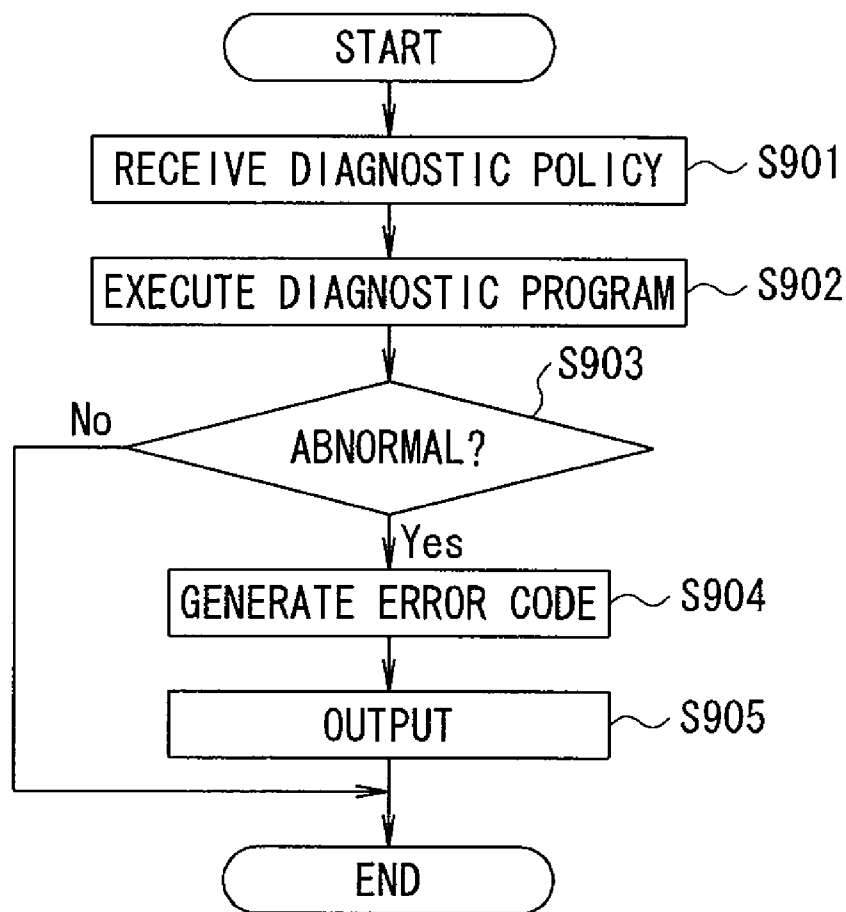 START
RECEIVE DIAGNOSTIC POLICY
S901
EXECUTE DIAGNOSTIC PROGRAM
S902
S903
No
ABNORMAL?
Yes
GENERATE ERROR CODE
S904
OUTPUT
S905
END